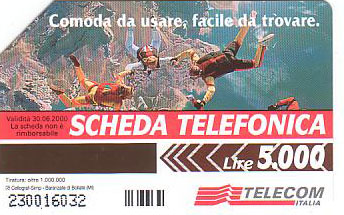 Comoda da usare, facile da trovare.
Validità 30.06.2000
La scheda non è
rimborsabile
SCHEDA TELEFONICA
Lire 5.000
Tiratura: oltre 1.000.000
230016032
TELECOM
ITALIA